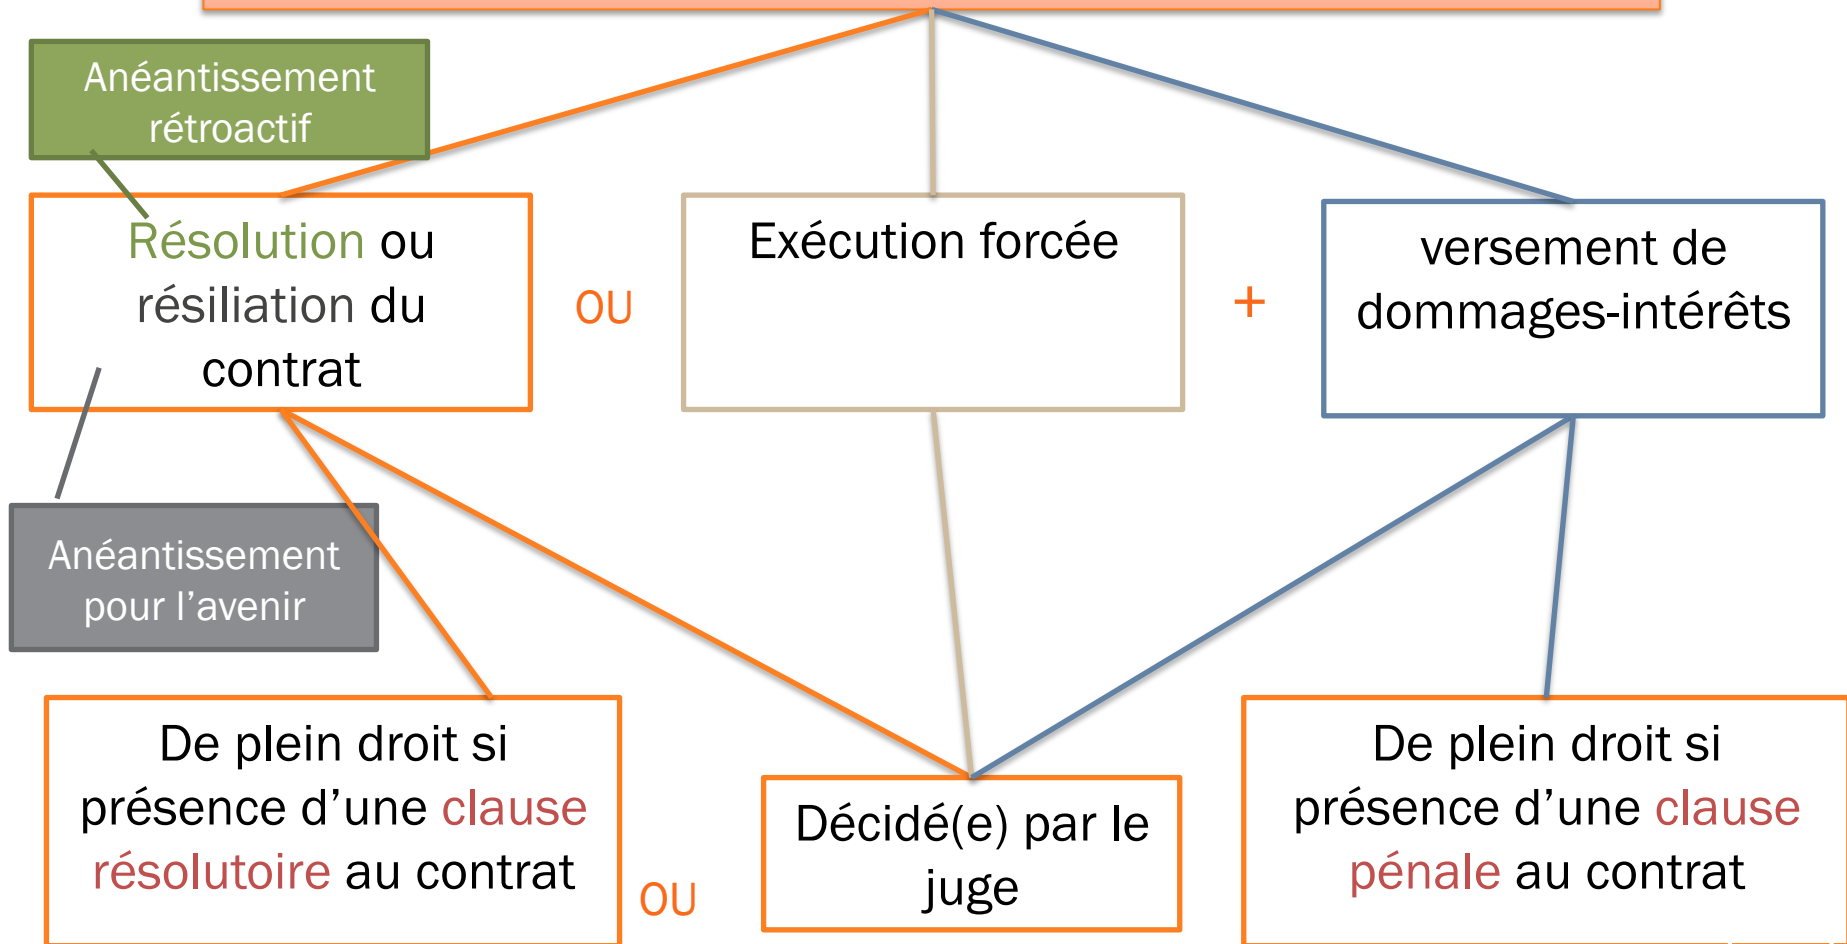 Anéantissement
rétroactif
Résolution ou
résiliation du
contrat
OU
Exécution forcée
+
versement de
dommages-intérêts
Anéantissement
pour l’avenir
De plein droit si
présence d’une clause
résolutoire au contrat
OU
Décidé(e) par le
juge
De plein droit si
présence d’une clause
pénale au contrat